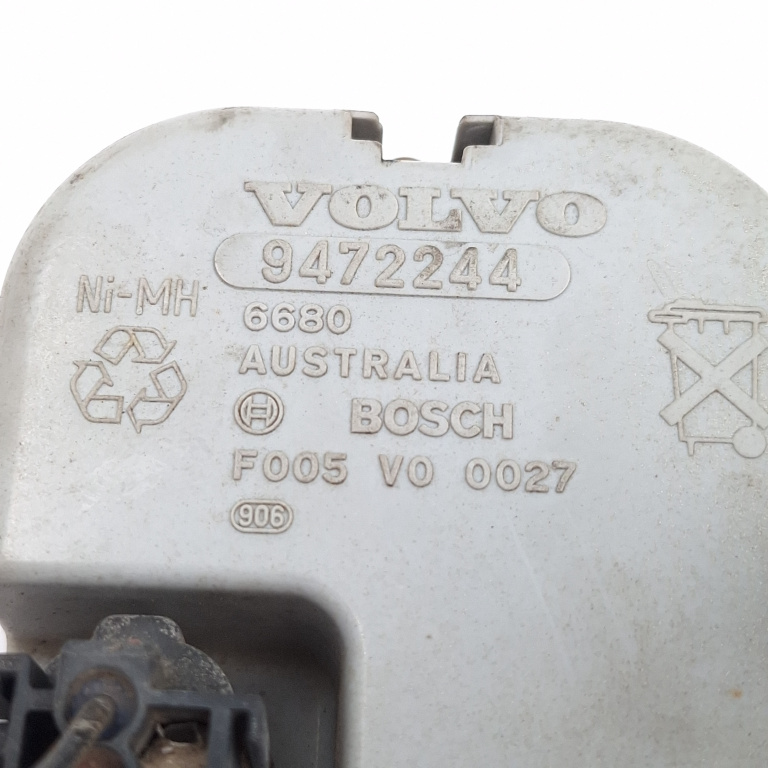 VOLVO
9472244
Ni-MH
6680
AUSTRALIA
BOSCH
F005 V0 0027
906